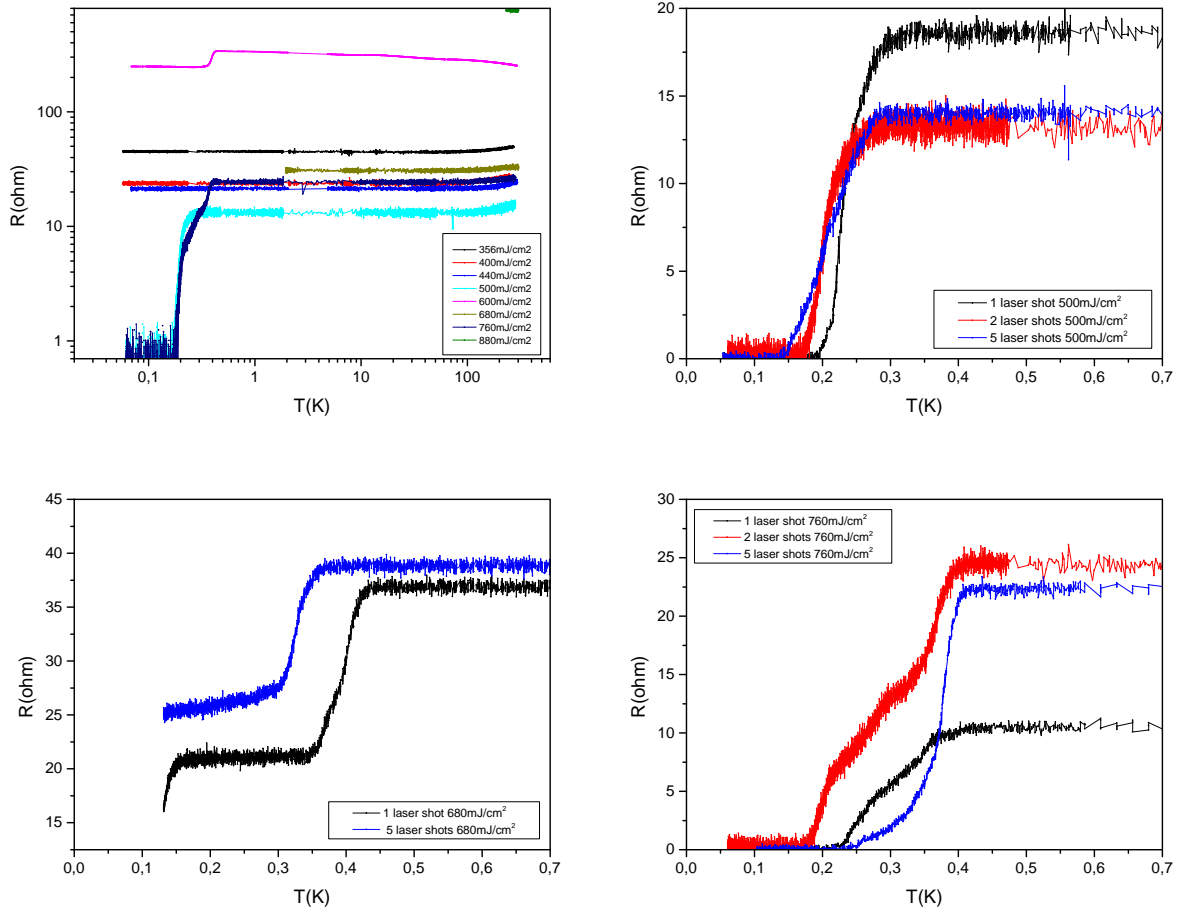 R(ohm)
100
10
1
0,1 1 10 100
T(K)
356mJ/cm2
400mJ/cm2
440mJ/cm2
500mJ/cm2
600mJ/cm2
680mJ/cm2
760mJ/cm2
880mJ/cm2
R(ohm)
20
15
10
5
0
0,0 0,1 0,2 0,3 0,4 0,5 0,6 0,7
T(K)
1 laser shot 500mJ/cm²
2 laser shots 500mJ/cm²
5 laser shots 500mJ/cm²
R(ohm)
45
40
35
30
25
20
15
0,0 0,1 0,2 0,3 0,4 0,5 0,6 0,7
T(K)
1 laser shot 680mJ/cm²
5 laser shots 680mJ/cm²
R(ohm)
30
25
20
15
10
5
0
0,0 0,1 0,2 0,3 0,4 0,5 0,6 0,7
T(K)
1 laser shot 760mJ/cm²
2 laser shots 760mJ/cm²
5 laser shots 760mJ/cm²